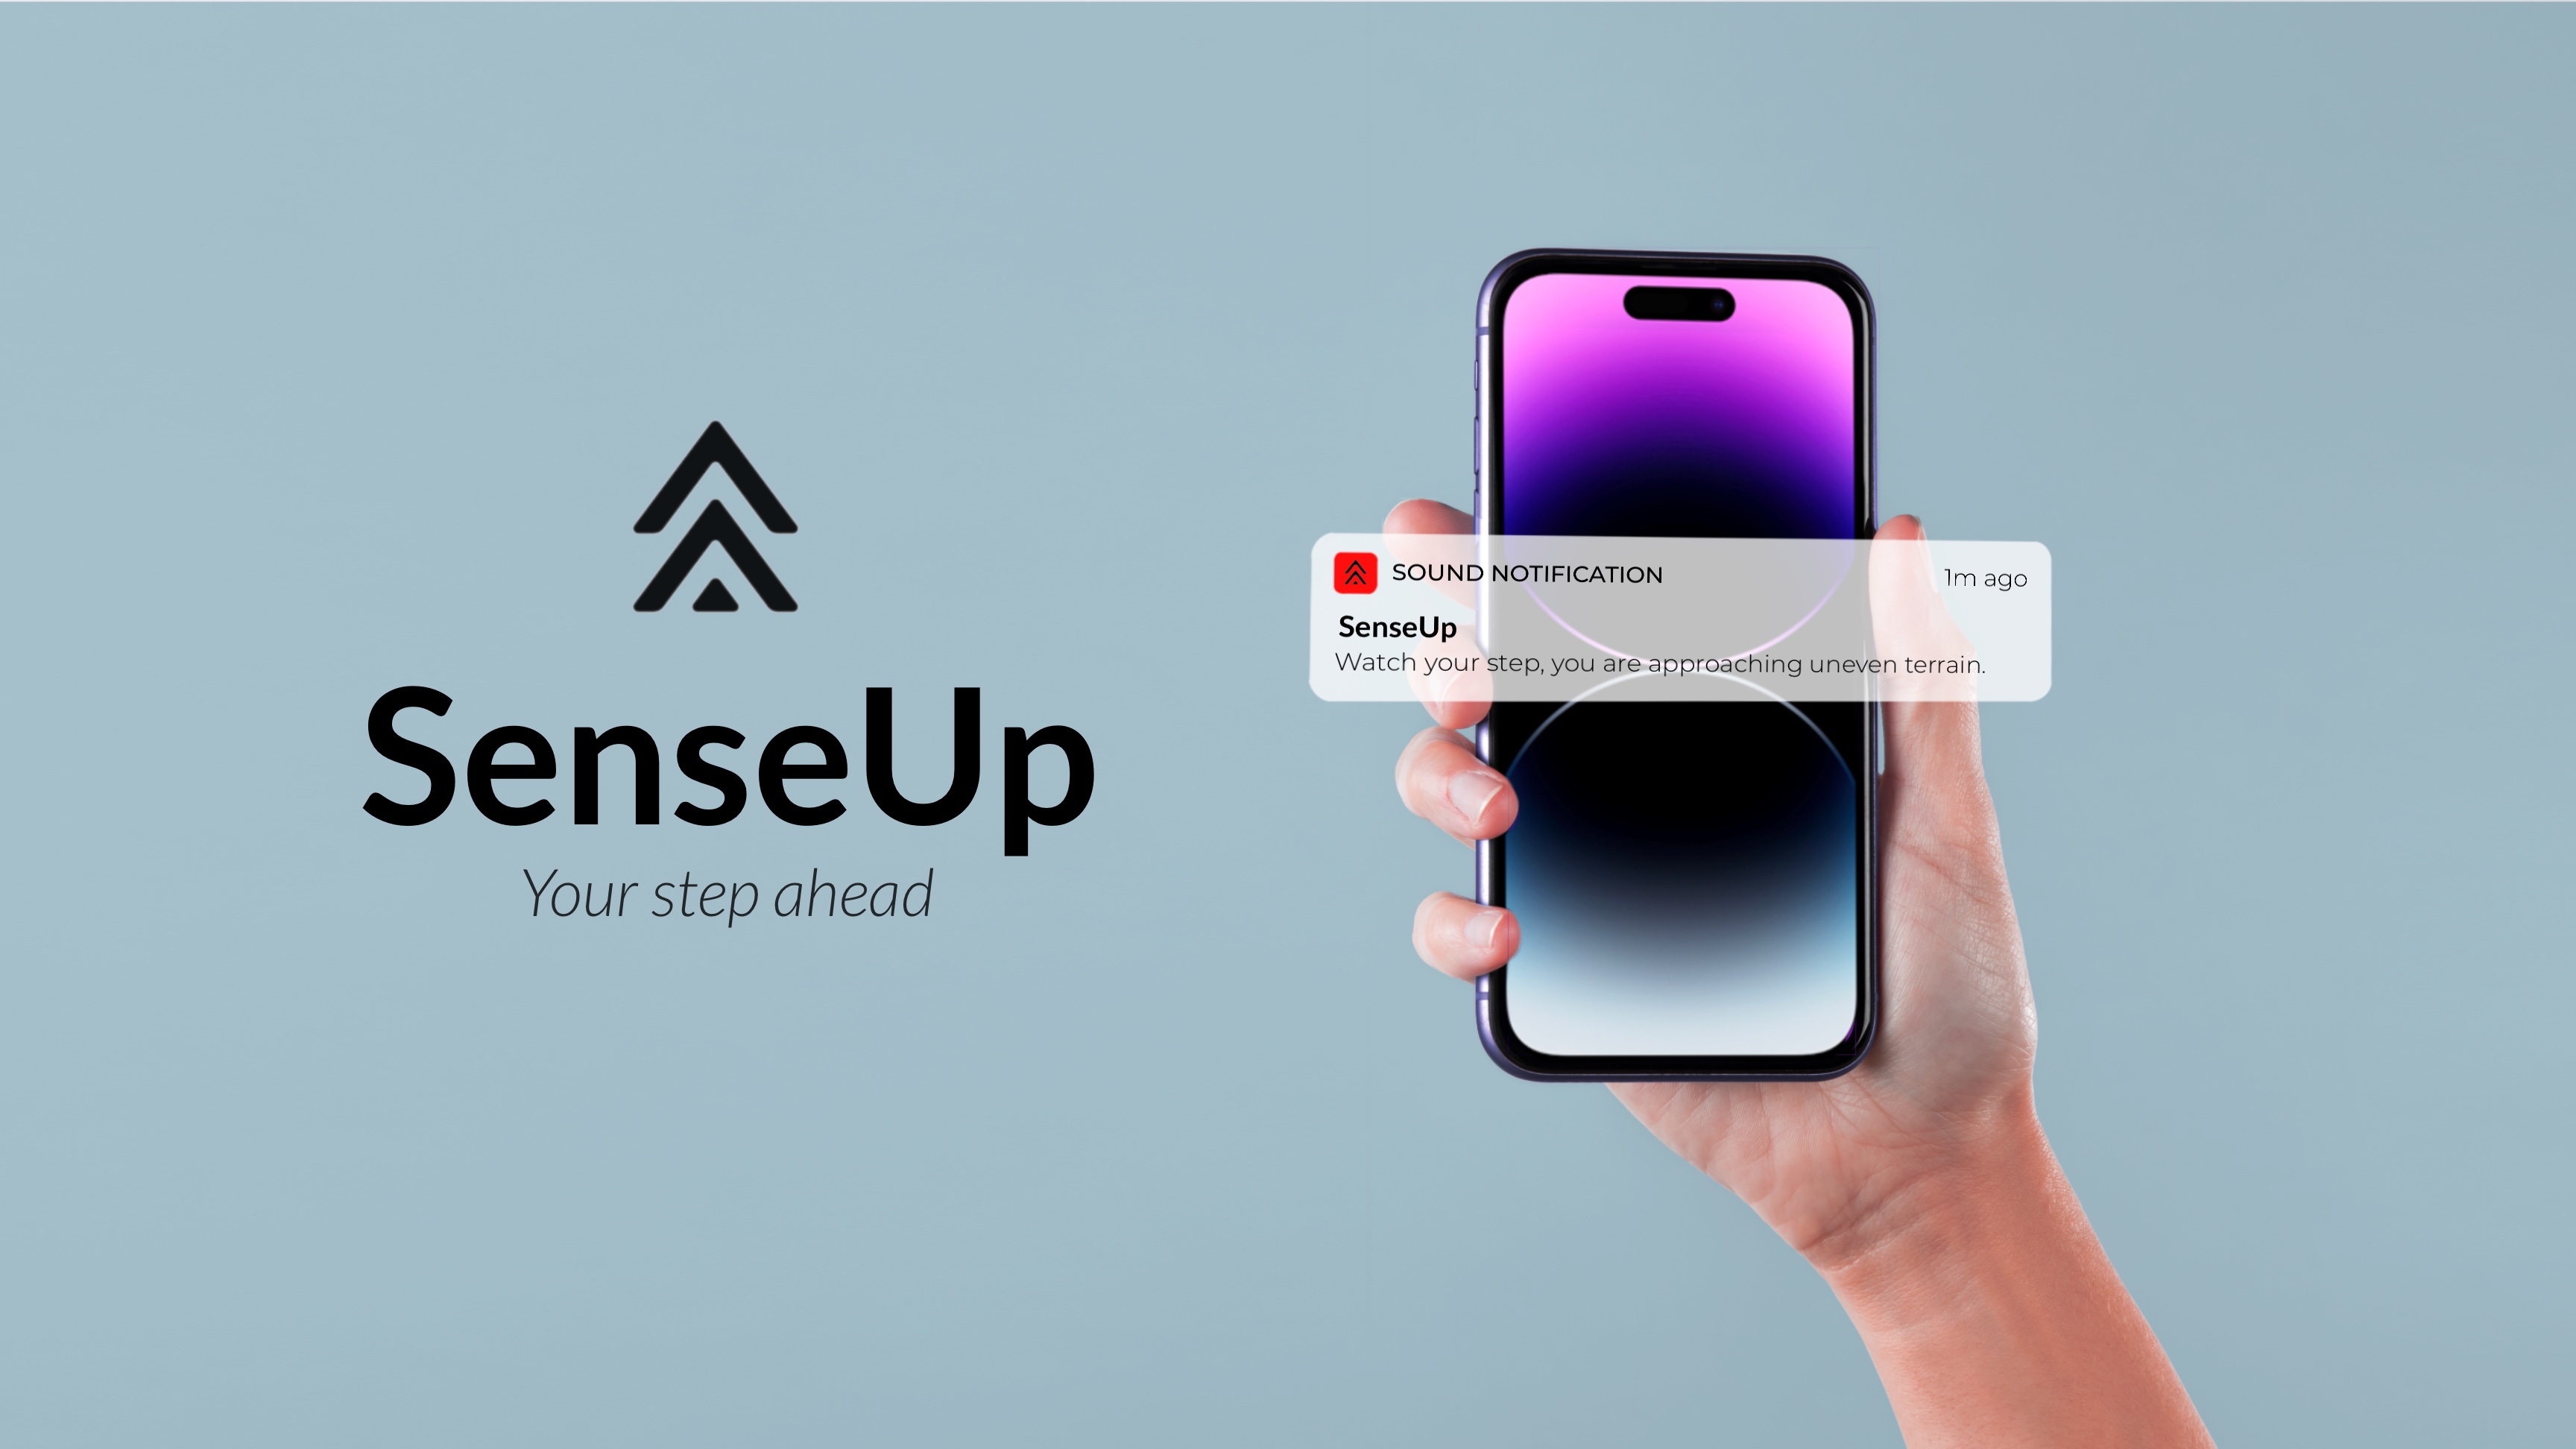 SenseUp
Your step ahead
SOUND NOTIFICATION
1m ago
SenseUp
Watch your step, you are approaching uneven terrain.